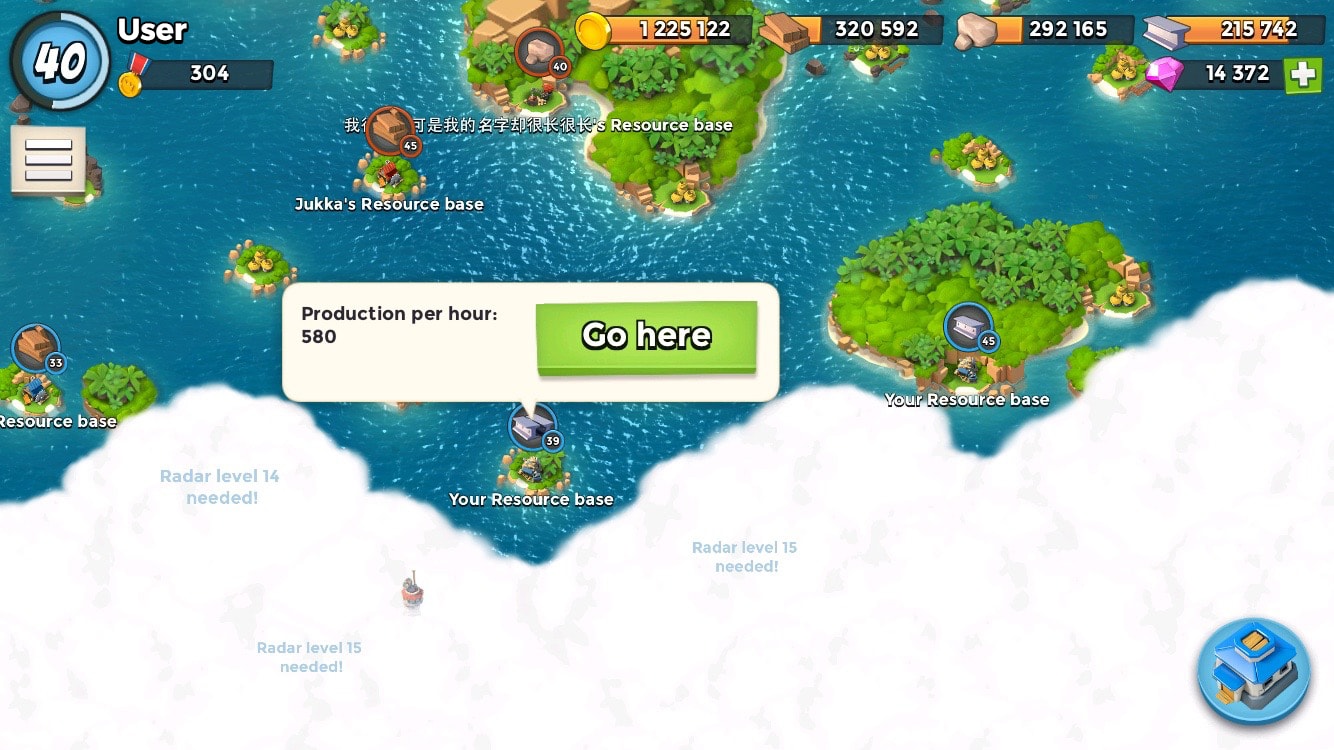 40
User
304
1 225 122
320 592
292 165
215 742
14 372
40
我 可是我的名字却很长很长's Resource base
45
Jukka's Resource base
Production per hour:
580
Go here
33
Resource base
45
Your Resource base
39
Your Resource base
Radar level 14
needed!
Radar level 15
needed!
Radar level 15
needed!